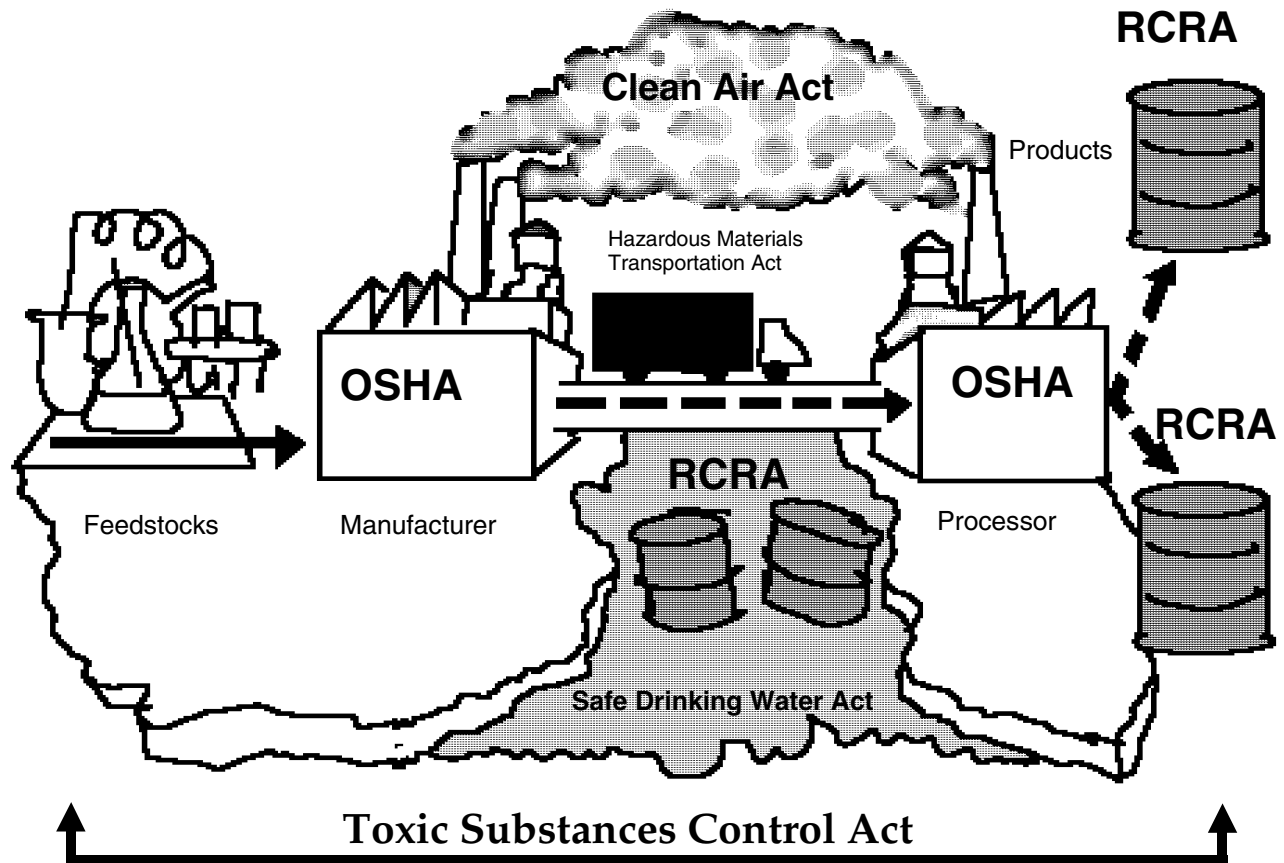 RCRA
Clean Air Act
Products
Hazardous Materials
Transportation Act
OSHA
OSHA
RCRA
RCRA
Feedstocks
Manufacturer
Processor
Safe Drinking Water Act
Toxic Substances Control Act